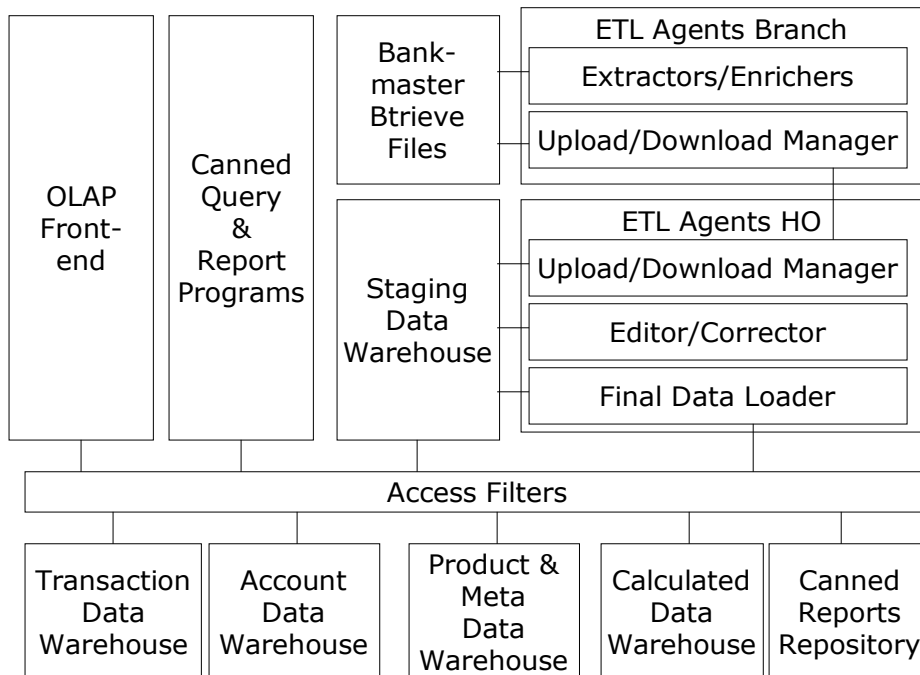 OLAP
Front-
end
Canned
Query
&
Report
Programs
Bank-
master
Btrieve
Files
ETL Agents Branch
Extractors/Enrichers
Upload/Download Manager
Staging
Data
Warehouse
ETL Agents HO
Upload/Download Manager
Editor/Corrector
Final Data Loader
Access Filters
Transaction
Data
Warehouse
Account
Data
Warehouse
Product &
Meta
Data
Warehouse
Calculated
Data
Warehouse
Canned
Reports
Repository